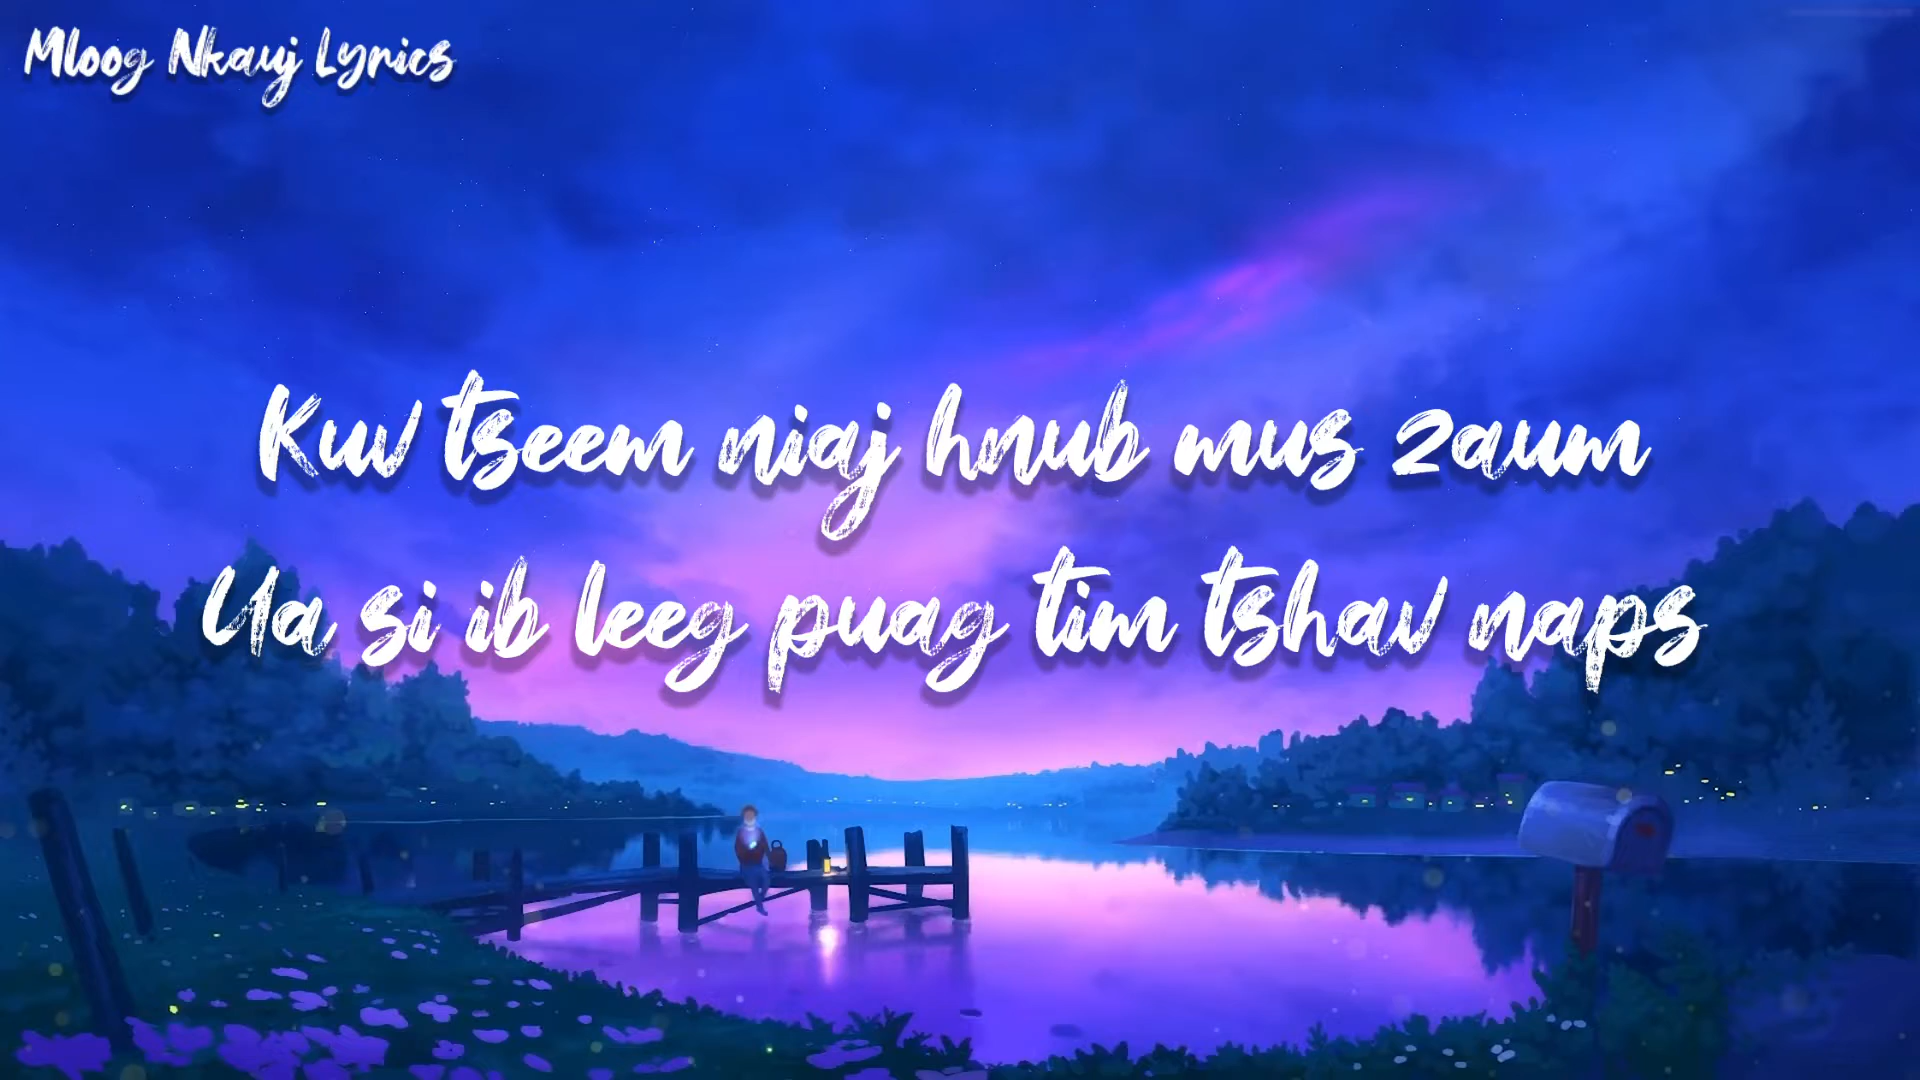 Mloog Nkauj Lyrics
Kuv tseem niaj hnub mus 2aum
Ua si ib leeg puag tim tshav naps